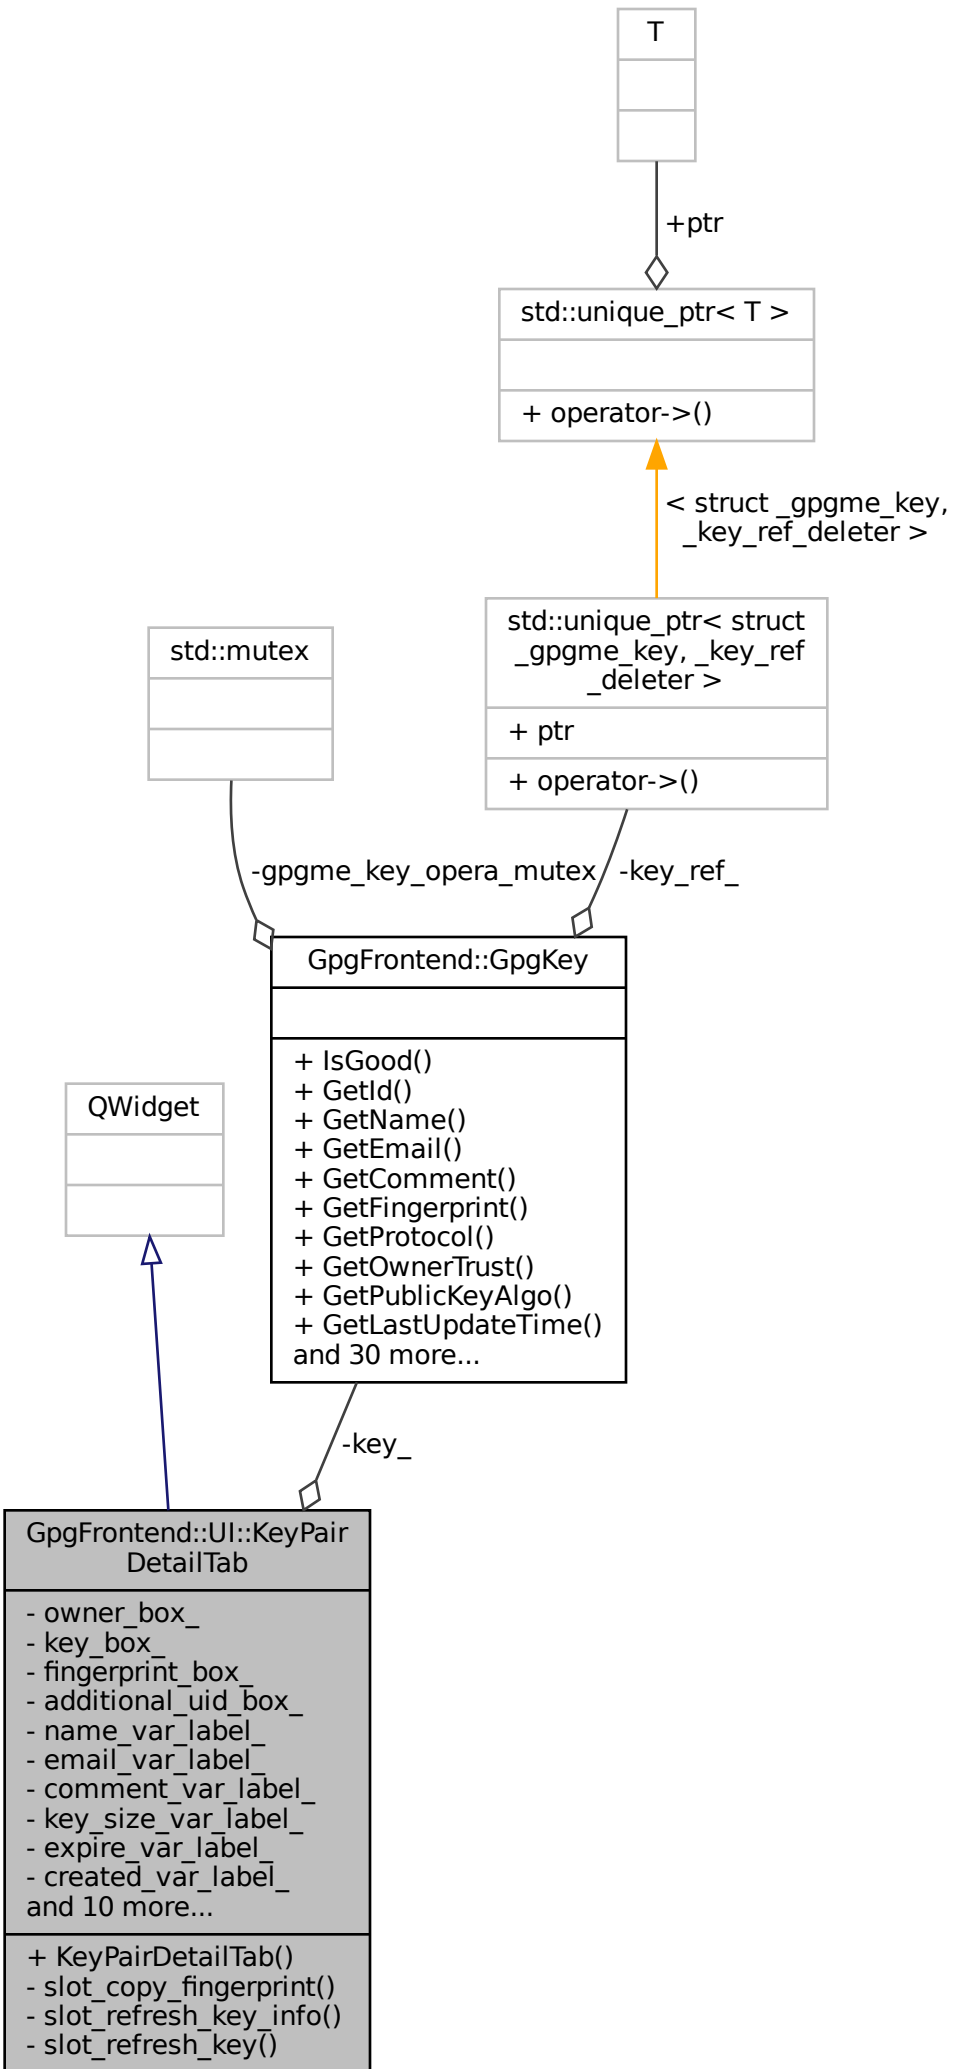 T
+ptr
std::unique_ptr< T >
+ operator->()
< struct _gpgme_key,
_key_ref_deleter >
std::unique_ptr< struct
_gpgme_key, _key_ref
_deleter >
+ ptr
+ operator->()
std::mutex
-gpgme_key_opera_mutex
-key_ref_
GpgFrontend::GpgKey
+ IsGood()
+ GetId()
+ GetName()
+ GetEmail()
+ GetComment()
+ GetFingerprint()
+ GetProtocol()
+ GetOwnerTrust()
+ GetPublicKeyAlgo()
+ GetLastUpdateTime()
and 30 more...
QWidget
-key_
GpgFrontend::UI::KeyPair
DetailTab
- owner_box_
- key_box_
- fingerprint_box_
- additional_uid_box_
- name_var_label_
- email_var_label_
- comment_var_label_
- key_size_var_label_
- expire_var_label_
- created_var_label_
and 10 more...
+ KeyPairDetailTab()
- slot_copy_fingerprint()
- slot_refresh_key_info()
- slot_refresh_key()